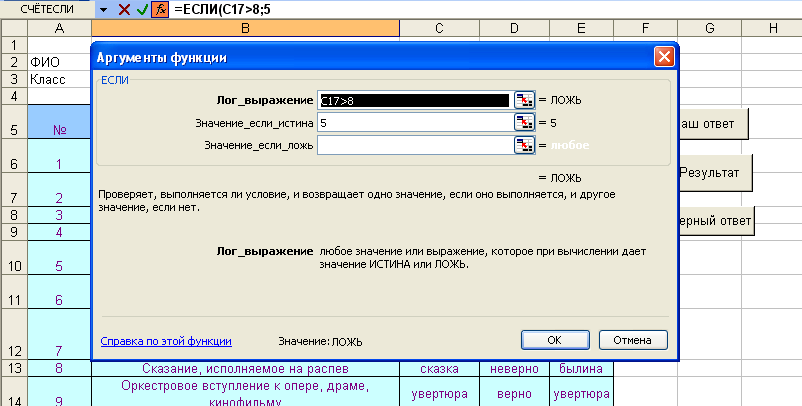 СЧЁТЕСЛИ =ЕСЛИ(C17>8;5
A B C D E F G H
1
2 ФИО
3 Класс
4
5 №
6 1
7 2
8 3
9 4
10 5
11 6
12 7
Аргументы функции
ЕСЛИ
Лог_выражение C17>8 = ЛОЖЬ
Значение_если_истина 5 = 5
Значение_если_ложь = любое
= ЛОЖЬ
Проверяет, выполняется ли условие, и возвращает одно значение, если оно выполняется, и другое
значение, если нет.
Лог_выражение любое значение или выражение, которое при вычислении дает
значение ИСТИНА или ЛОЖЬ.
Справка по этой функции Значение: ЛОЖЬ OK Отмена
аш ответ
Результат
ерный ответ
13 8 Сказание, исполняемое на распев сказка неверно былина
14 9 Оркестровое вступление к опере, драме,
кинофильму увертюра верно увертюра